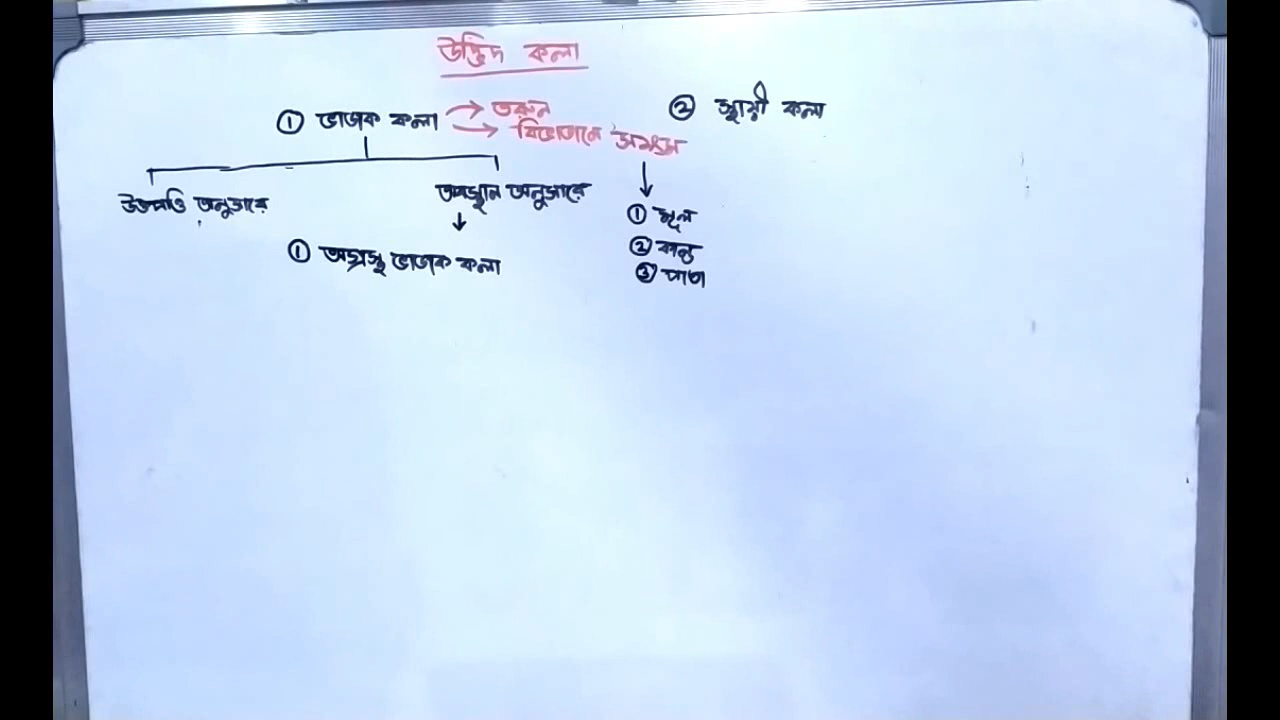 উদ্ভিদ কলা
① ভাজক কলা → তরুন
→ বিভাজনে সক্ষম
② স্থায়ী কলা
উৎপত্তি অনুসারে
অবস্থান অনুসারে
① অগ্রস্থ ভাজক কলা
① মূল
② কান্ড
③ পাতা